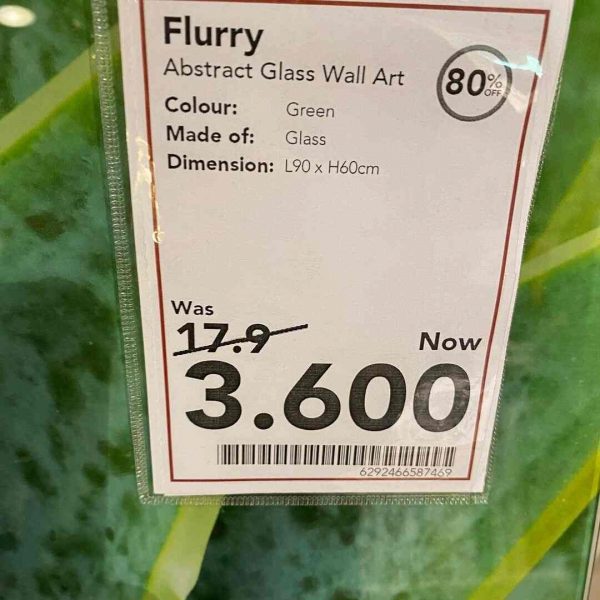 Flurry
Abstract Glass Wall Art
80% OFF
Colour: Green
Made of: Glass
Dimension: L90 x H60cm
Was
17.9
Now
3.600
6292466587469